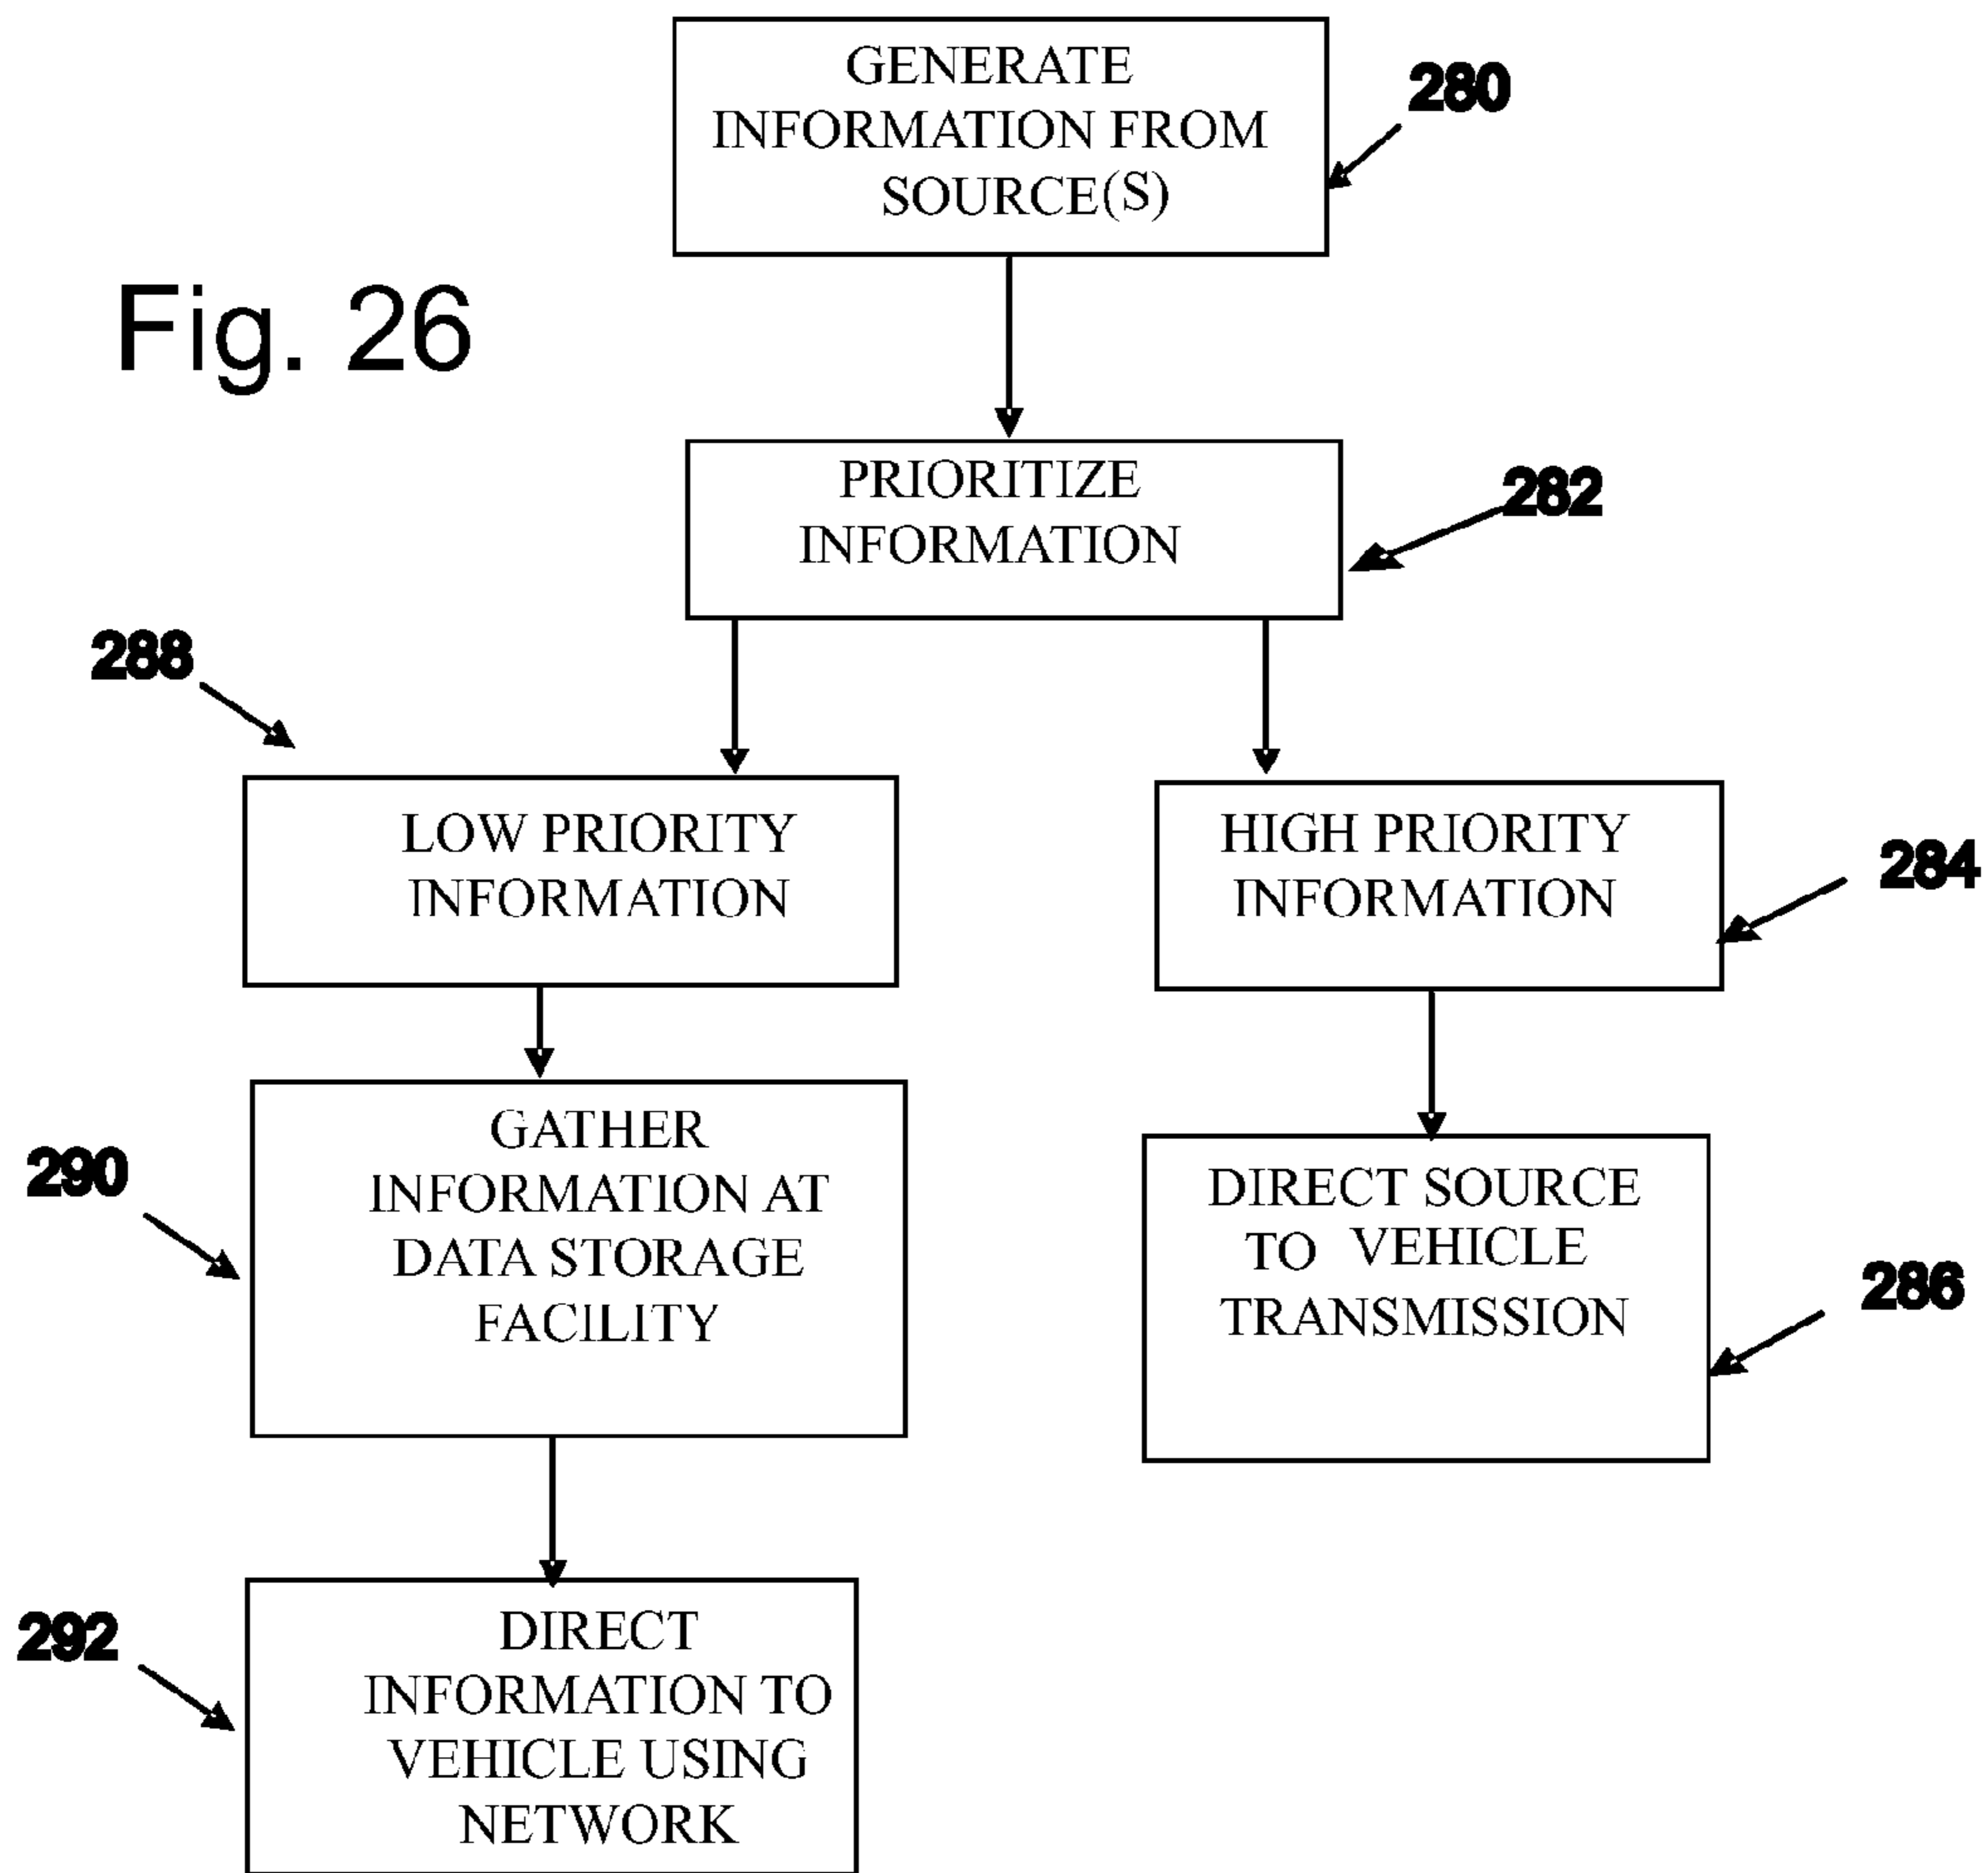 GENERATE
INFORMATION FROM
SOURCE(S)
280
Fig. 26
PRIORITIZE
INFORMATION
282
288
LOW PRIORITY
INFORMATION
HIGH PRIORITY
INFORMATION
284
290
GATHER
INFORMATION AT
DATA STORAGE
FACILITY
DIRECT SOURCE
TO VEHICLE
TRANSMISSION
286
292
DIRECT
INFORMATION TO
VEHICLE USING
NETWORK